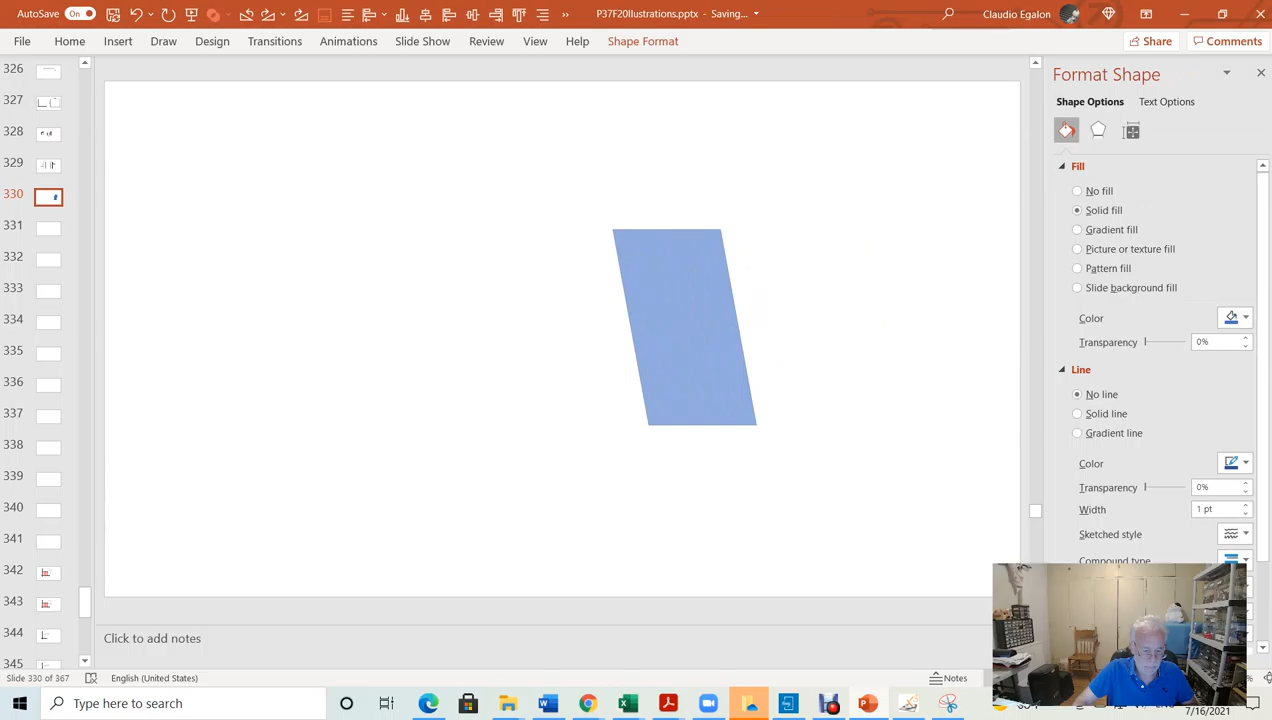 AutoSave On P37F20Ilustrations.pptx - Saving... Claudio Egalon
File Home Insert Draw Design Transitions Animations Slide Show Review View Help Shape Format Share Comments
326
327
328
329
330
331
332
333
334
335
336
337
338
339
340
341
342
343
344
345
Format Shape
Shape Options Text Options
Fill
No fill
Solid fill
Gradient fill
Picture or texture fill
Pattern fill
Slide background fill
Color
Transparency 0%
Line
No line
Solid line
Gradient line
Color
Transparency 0%
Width 1 pt
Sketched style
Compound type
Click to add notes
Slide 330 of 367 English (United States) Notes
Type here to search
7/16/2021